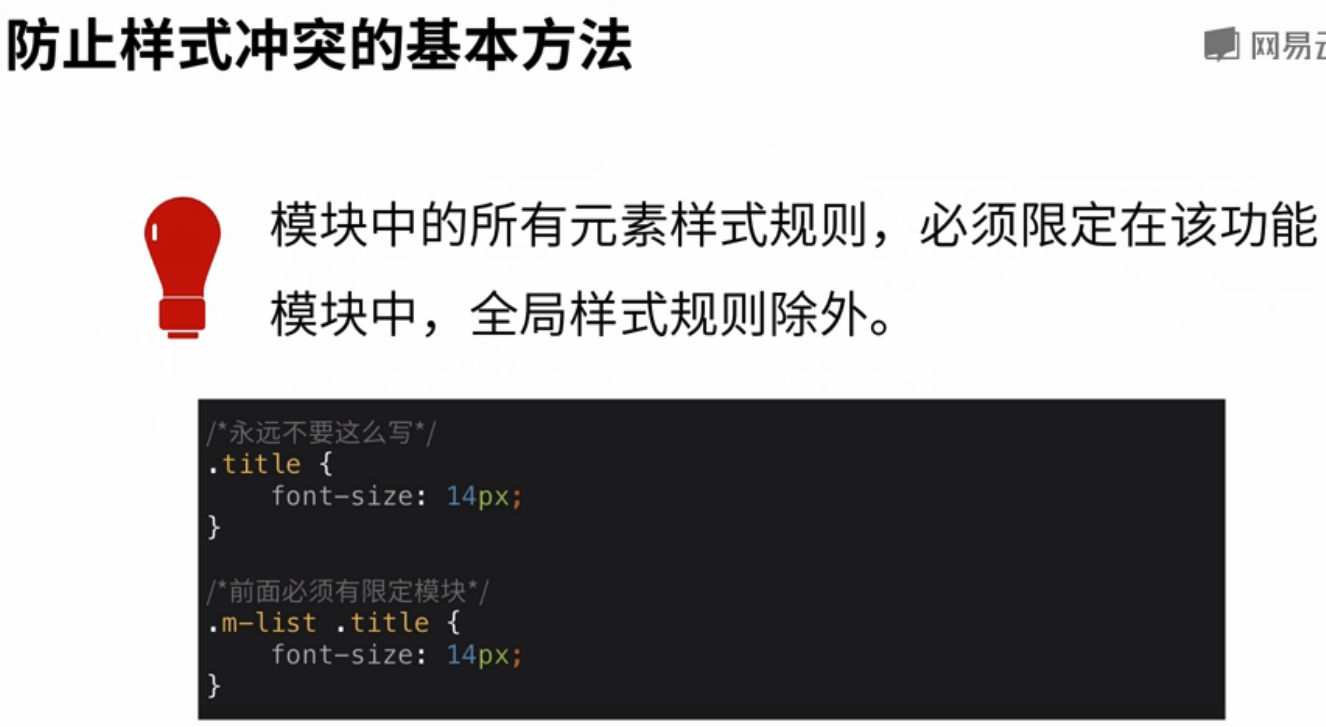 防止样式冲突的基本方法
网易云
模块中的所有元素样式规则，必须限定在该功能
模块中，全局样式规则除外。
/*永远不要这么写*/
.title {
    font-size: 14px;
}
/*前面必须有限定模块*/
.m-list .title {
    font-size: 14px;
}